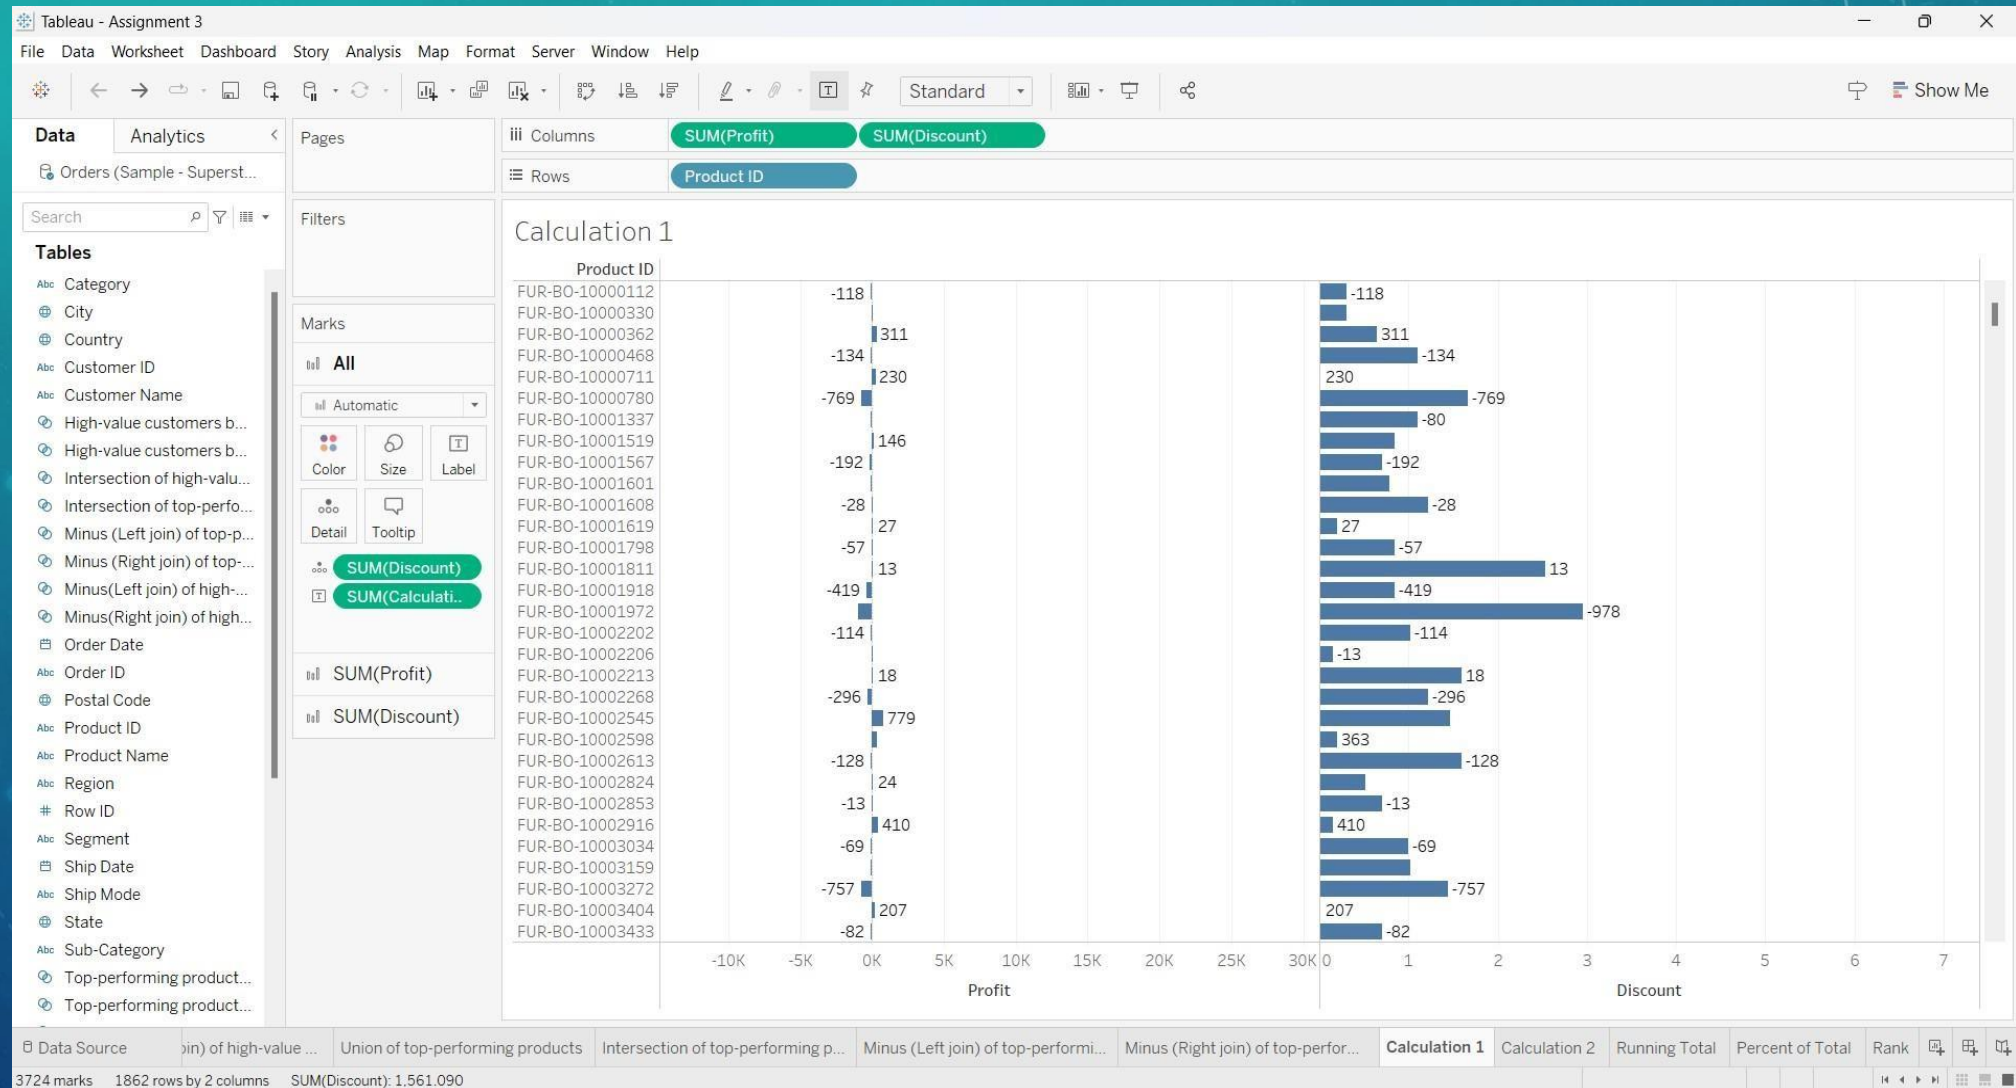 Tableau - Assignment 3
File Data Worksheet Dashboard Story Analysis Map Format Server Window Help
Standard
Show Me
Data Analytics
Orders (Sample - Superst...
Search
Tables
Abc Category
City
Country
Abc Customer ID
Abc Customer Name
High-value customers b...
High-value customers b...
Intersection of high-valu...
Intersection of top-perfo...
Minus (Left join) of top-p...
Minus (Right join) of top-...
Minus(Left join) of high-...
Minus(Right join) of high...
Order Date
Abc Order ID
Postal Code
Abc Product ID
Abc Product Name
Abc Region
# Row ID
Abc Segment
Ship Date
Abc Ship Mode
State
Abc Sub-Category
Top-performing product...
Top-performing product...
Pages
Filters
Marks
All
Automatic
Color Size Label
Detail Tooltip
SUM(Discount)
SUM(Calculati..
SUM(Profit)
SUM(Discount)
Columns SUM(Profit) SUM(Discount)
Rows Product ID
Calculation 1
Product ID
FUR-BO-10000112 -118 -118
FUR-BO-10000330
FUR-BO-10000362 311 311
FUR-BO-10000468 -134 -134
FUR-BO-10000711 230 230
FUR-BO-10000780 -769 -769
FUR-BO-10001337 -80
FUR-BO-10001519 146
FUR-BO-10001567 -192 -192
FUR-BO-10001601
FUR-BO-10001608 -28 -28
FUR-BO-10001619 27 27
FUR-BO-10001798 -57 -57
FUR-BO-10001811 13 13
FUR-BO-10001918 -419 -419
FUR-BO-10001972 -978
FUR-BO-10002202 -114 -114
FUR-BO-10002206 -13
FUR-BO-10002213 18 18
FUR-BO-10002268 -296 -296
FUR-BO-10002545 779
FUR-BO-10002598 363
FUR-BO-10002613 -128 -128
FUR-BO-10002824 24
FUR-BO-10002853 -13 -13
FUR-BO-10002916 410 410
FUR-BO-10003034 -69 -69
FUR-BO-10003159
FUR-BO-10003272 -757 -757
FUR-BO-10003404 207 207
FUR-BO-10003433 -82 -82
-10K -5K 0K 5K 10K 15K 20K 25K 30K 0 1 2 3 4 5 6 7
Profit Discount
Data Source oin) of high-value ... Union of top-performing products Intersection of top-performing p... Minus (Left join) of top-performi... Minus (Right join) of top-perfor... Calculation 1 Calculation 2 Running Total Percent of Total Rank
3724 marks 1862 rows by 2 columns SUM(Discount): 1,561.090